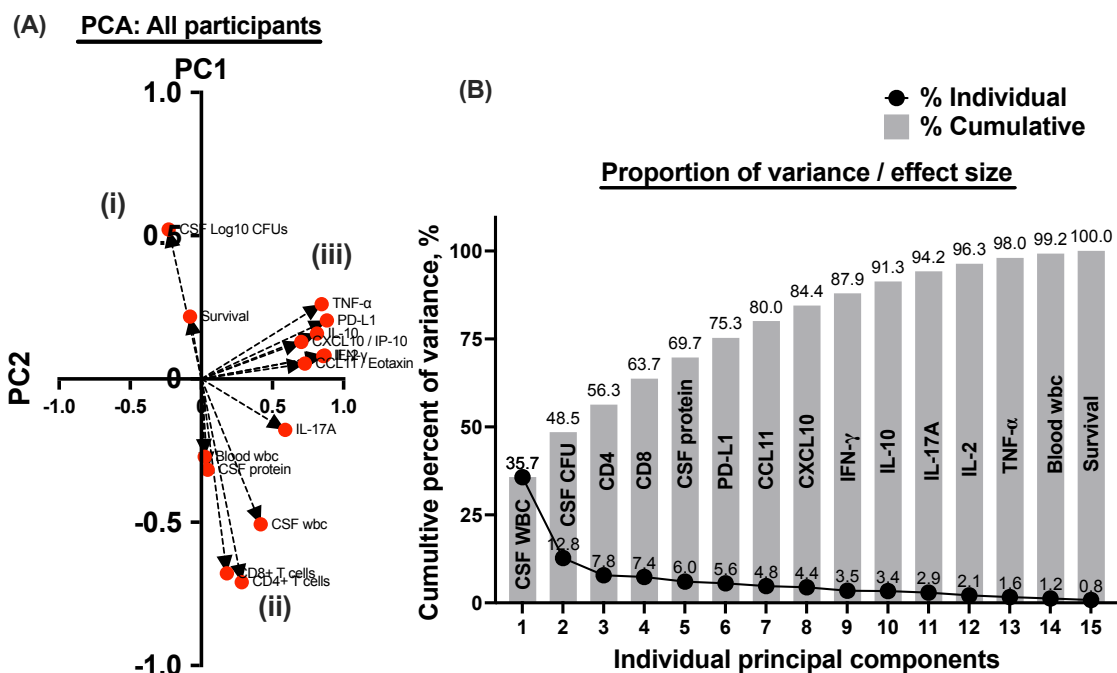 (A) PCA: All participants
PC1
PC2
1.0
0.5
0
-0.5
-1.0
-1.0 -0.5 0 0.5 1.0
(i)
(iii)
(ii)
CSF Log10 CFUs
Survival
TNF-α
PD-L1
IL-10
CXCL10 / IP-10
IFN-γ
CCL11 / Eotaxin
IL-17A
Blood wbc
CSF protein
CSF wbc
CD8+ T cells
CD4+ T cells
(B)
% Individual
% Cumulative
Proportion of variance / effect size
Cumultive percent of variance, %
100
75
50
25
0
35.7 48.5 56.3 63.7 69.7 75.3 80.0 84.4 87.9 91.3 94.2 96.3 98.0 99.2 100.0
CSF WBC
CSF CFU
CD4
CD8
CSF protein
PD-L1
CCL11
CXCL10
IFN-γ
IL-10
IL-17A
IL-2
TNF-α
Blood wbc
Survival
12.8 7.8 7.4 6.0 5.6 4.8 4.4 3.5 3.4 2.9 2.1 1.6 1.2 0.8
1 2 3 4 5 6 7 8 9 10 11 12 13 14 15
Individual principal components